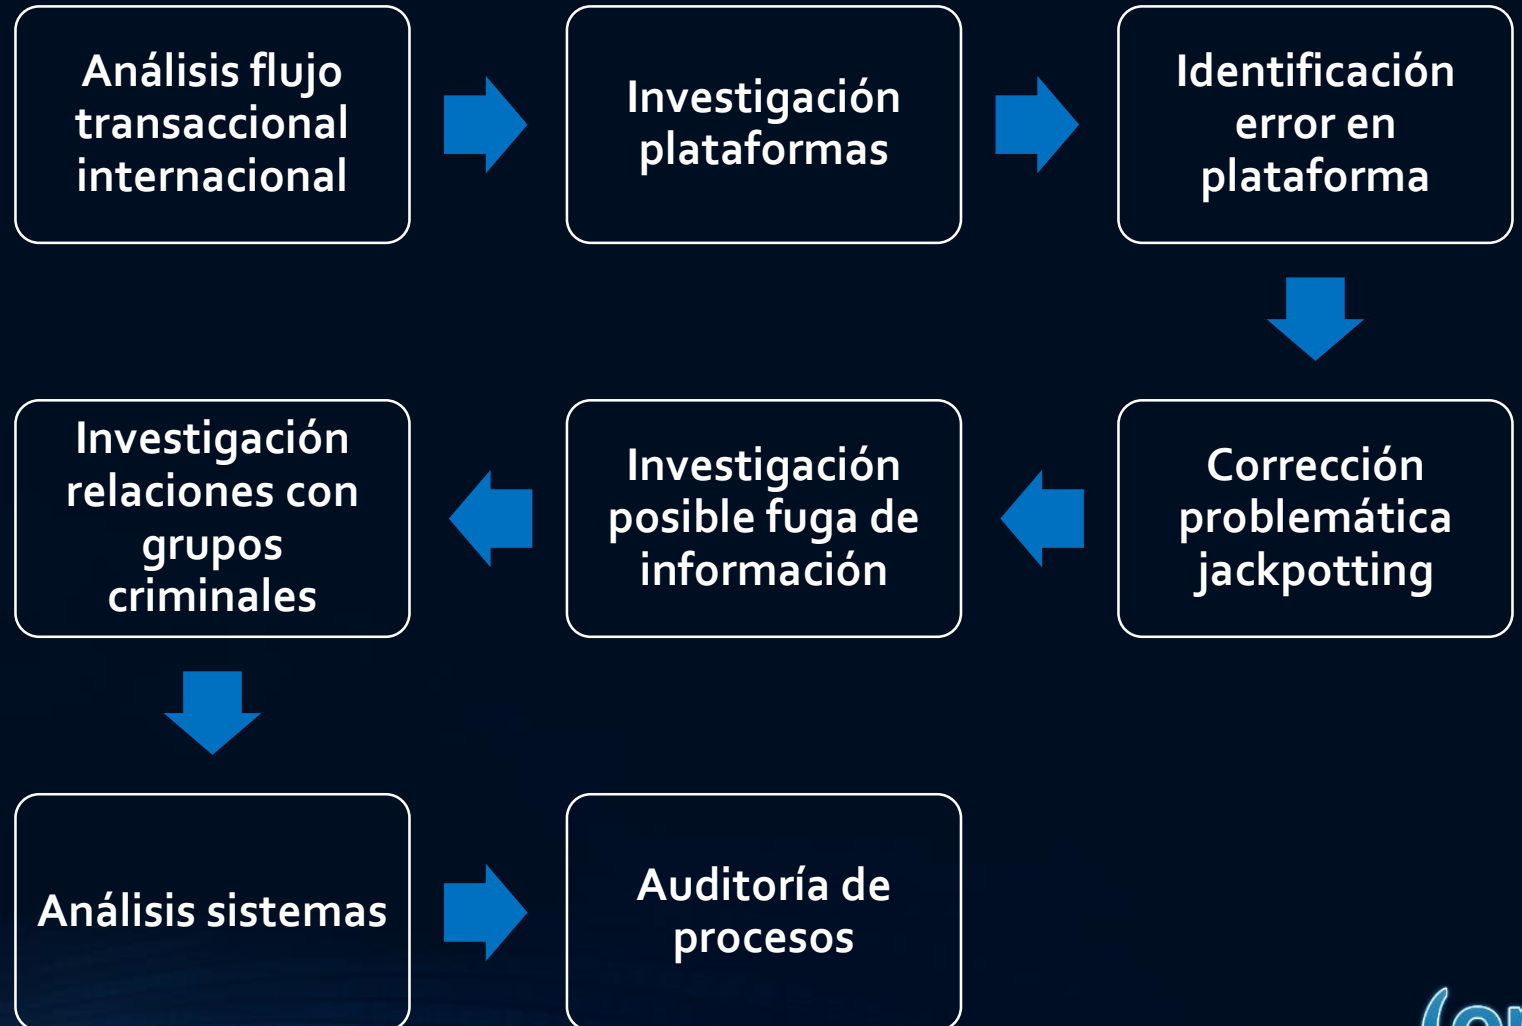 Análisis flujo
transaccional
internacional
Investigación
plataformas
Identificación
error en
plataforma
Corrección
problemática
jackpotting
Investigación
posible fuga de
información
Investigación
relaciones con
grupos
criminales
Análisis sistemas
Auditoría de
procesos